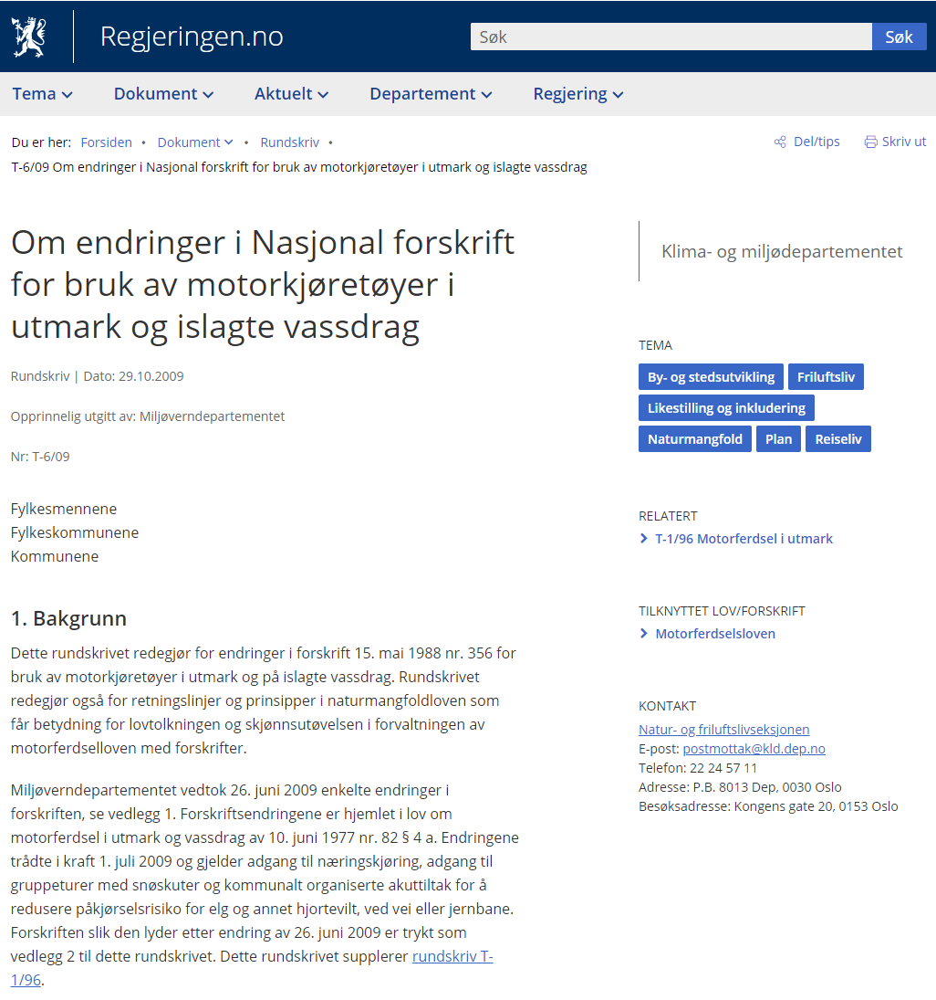 Regjeringen.no
Søk
Søk
Tema
Dokument
Aktuelt
Departement
Regjering
Du er her: Forsiden • Dokument • Rundskriv •
T-6/09 Om endringer i Nasjonal forskrift for bruk av motorkjøretøyer i utmark og islagte vassdrag
Del/tips
Skriv ut
Om endringer i Nasjonal forskrift
for bruk av motorkjøretøyer i
utmark og islagte vassdrag
Rundskriv | Dato: 29.10.2009
Opprinnelig utgitt av: Miljøverndepartementet
Nr: T-6/09
Fylkesmennene
Fylkeskommunene
Kommunene
1. Bakgrunn
Dette rundskrivet redegjør for endringer i forskrift 15. mai 1988 nr. 356 for
bruk av motorkjøretøyer i utmark og på islagte vassdrag. Rundskrivet
redegjør også for retningslinjer og prinsipper i naturmangfoldloven som
får betydning for lovtolkningen og skjønnsutøvelsen i forvaltningen av
motorferdselloven med forskrifter.
Miljøverndepartementet vedtok 26. juni 2009 enkelte endringer i
forskriften, se vedlegg 1. Forskriftsendringene er hjemlet i lov om
motorferdsel i utmark og vassdrag av 10. juni 1977 nr. 82 § 4 a. Endringene
trådte i kraft 1. juli 2009 og gjelder adgang til næringskjøring, adgang til
gruppeturer med snøskuter og kommunalt organiserte akuttiltak for å
redusere påkjørselsrisiko for elg og annet hjortevilt, ved vei eller jernbane.
Forskriften slik den lyder etter endring av 26. juni 2009 er trykt som
vedlegg 2 til dette rundskrivet. Dette rundskrivet supplerer rundskriv T-
1/96.
Klima- og miljødepartementet
TEMA
By- og stedsutvikling
Friluftsliv
Likestilling og inkludering
Naturmangfold
Plan
Reiseliv
RELATERT
T-1/96 Motorferdsel i utmark
TILKNYTTET LOV/FORSKRIFT
Motorferdselsloven
KONTAKT
Natur- og friluftslivseksjonen
E-post: postmottak@kld.dep.no
Telefon: 22 24 57 11
Adresse: P.B. 8013 Dep, 0030 Oslo
Besøksadresse: Kongens gate 20, 0153 Oslo